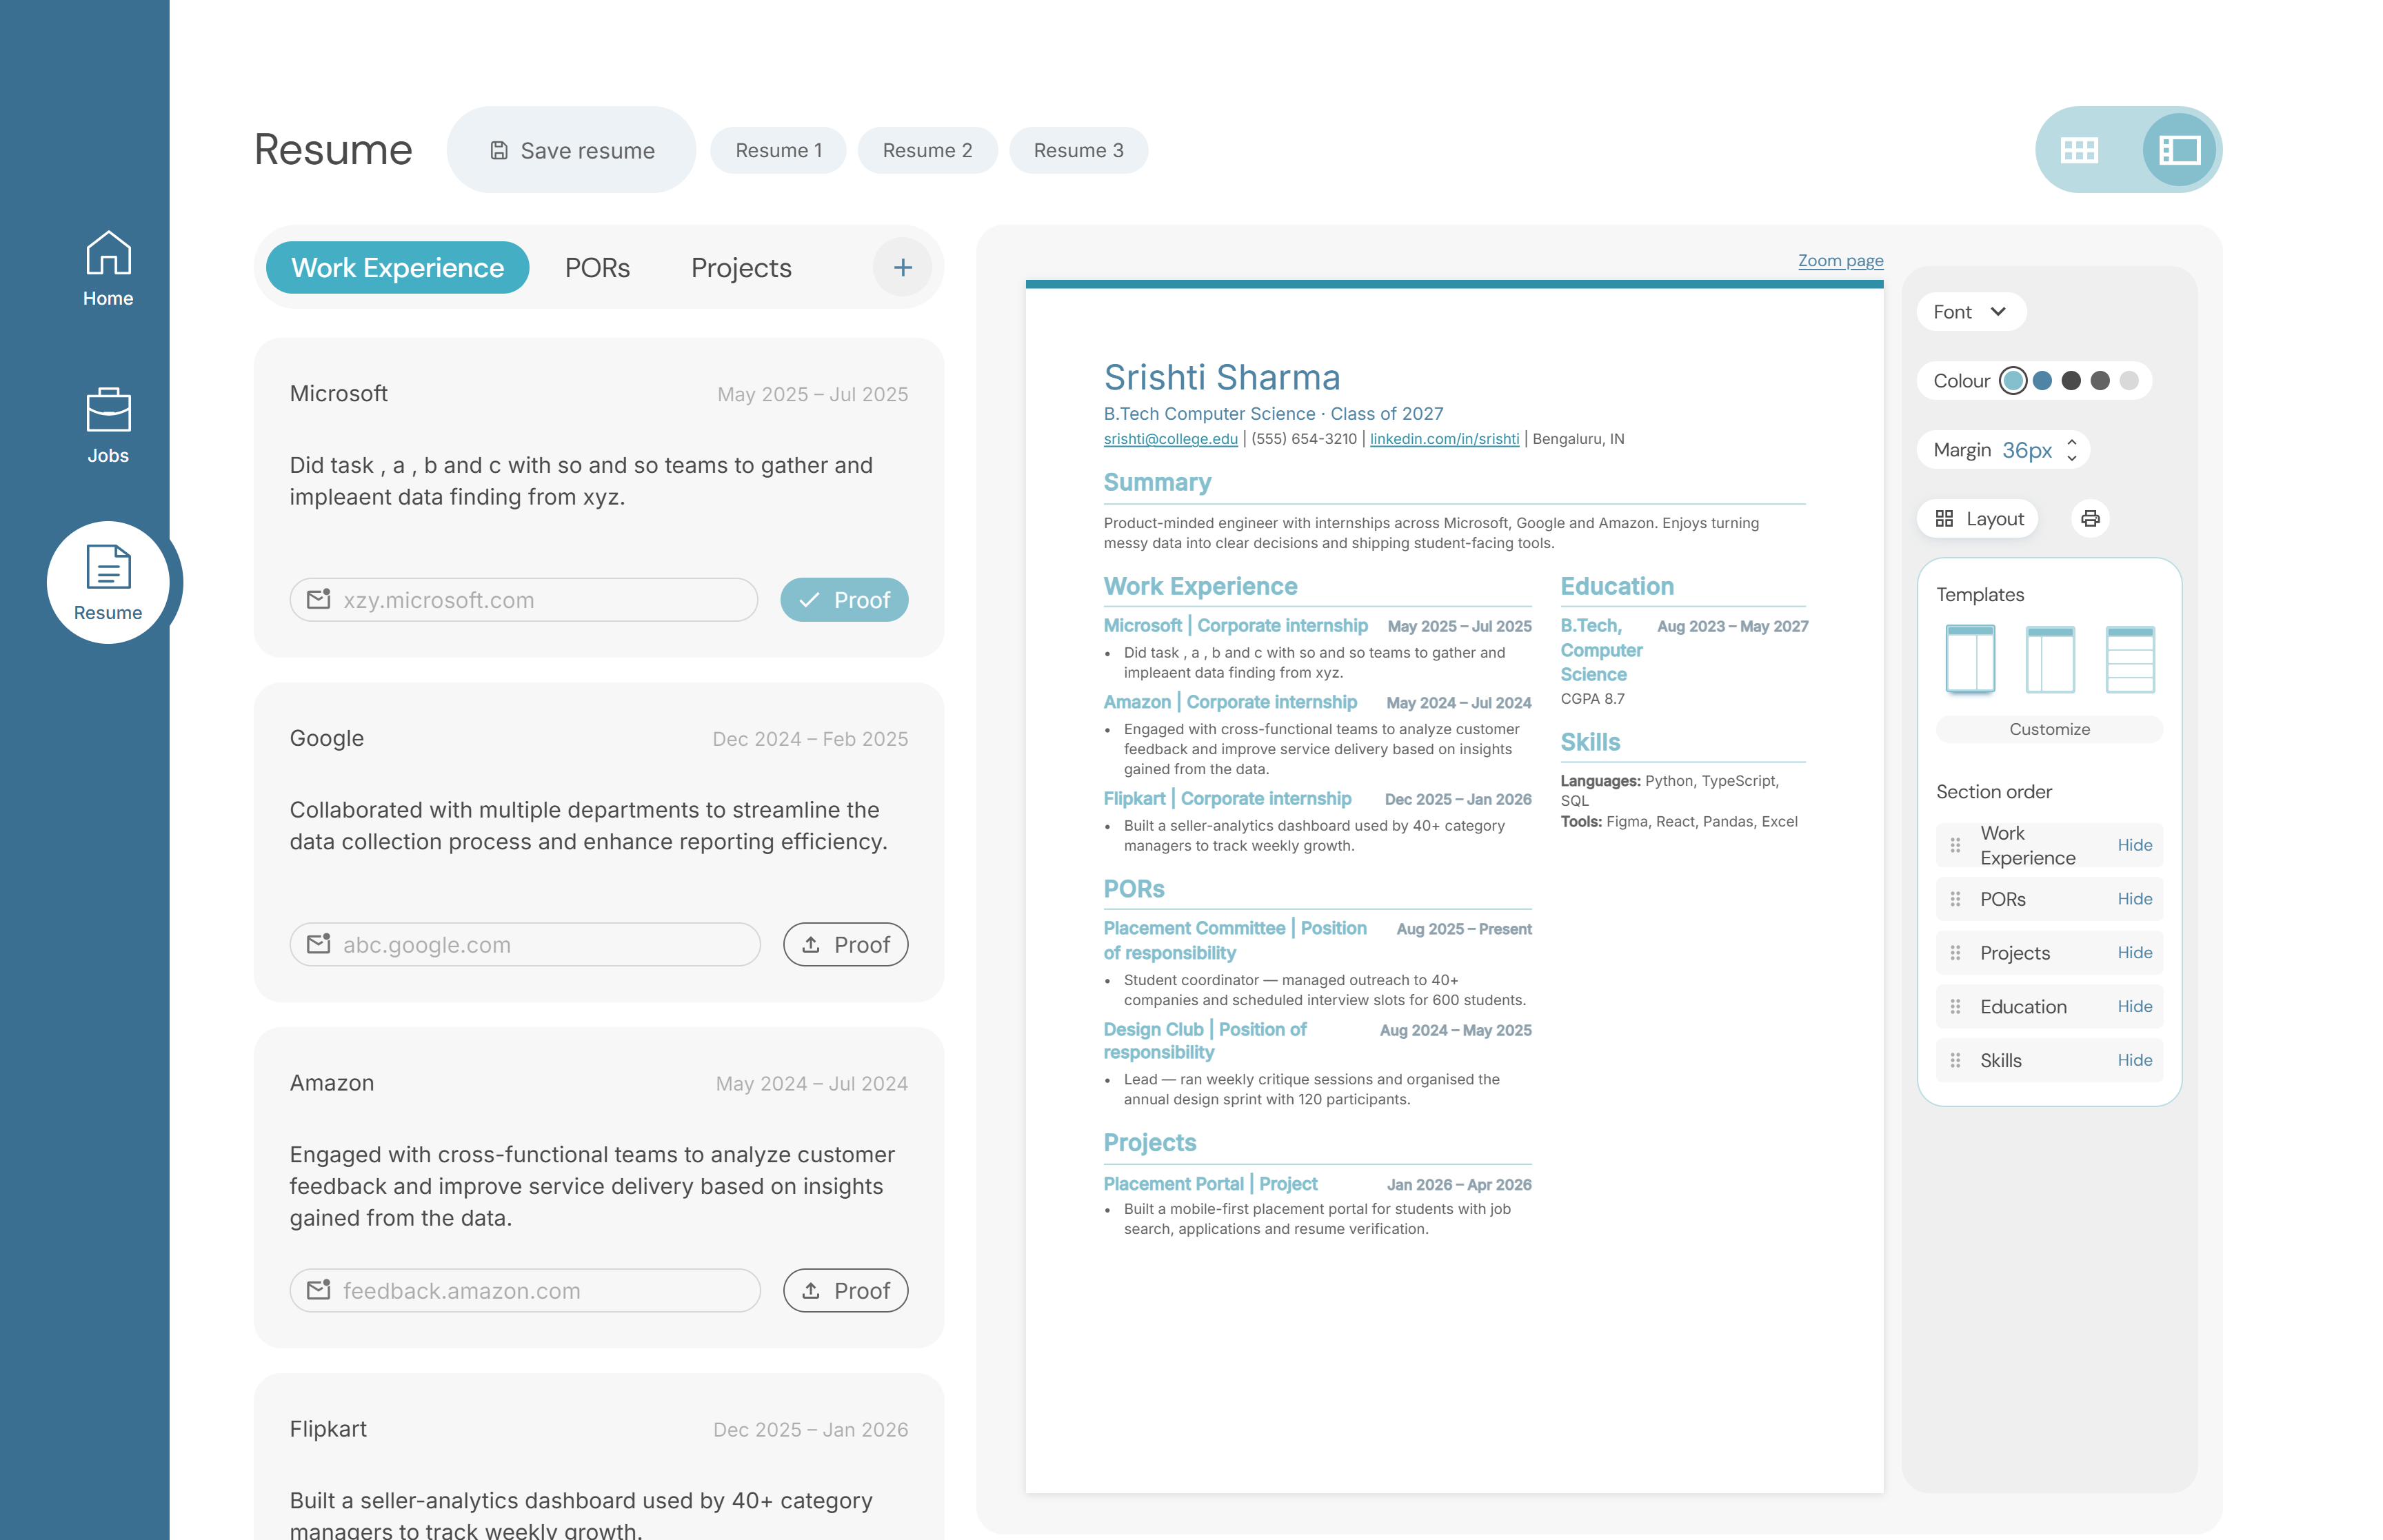 Home
Jobs
Resume
Resume
Save resume
Resume 1
Resume 2
Resume 3
Work Experience
PORs
Projects
+
Microsoft
May 2025 – Jul 2025
Did task , a , b and c with so and so teams to gather and
impleaent data finding from xyz.
xzy.microsoft.com
Proof
Google
Dec 2024 – Feb 2025
Collaborated with multiple departments to streamline the
data collection process and enhance reporting efficiency.
abc.google.com
Proof
Amazon
May 2024 – Jul 2024
Engaged with cross-functional teams to analyze customer
feedback and improve service delivery based on insights
gained from the data.
feedback.amazon.com
Proof
Flipkart
Dec 2025 – Jan 2026
Built a seller-analytics dashboard used by 40+ category
managers to track weekly growth.
Zoom page
Srishti Sharma
B.Tech Computer Science · Class of 2027
srishti@college.edu | (555) 654-3210 | linkedin.com/in/srishti | Bengaluru, IN
Summary
Product-minded engineer with internships across Microsoft, Google and Amazon. Enjoys turning
messy data into clear decisions and shipping student-facing tools.
Work Experience
Microsoft | Corporate internship
May 2025 – Jul 2025
• Did task , a , b and c with so and so teams to gather and
impleaent data finding from xyz.
Amazon | Corporate internship
May 2024 – Jul 2024
• Engaged with cross-functional teams to analyze customer
feedback and improve service delivery based on insights
gained from the data.
Flipkart | Corporate internship
Dec 2025 – Jan 2026
• Built a seller-analytics dashboard used by 40+ category
managers to track weekly growth.
PORs
Placement Committee | Position
of responsibility
Aug 2025 – Present
• Student coordinator — managed outreach to 40+
companies and scheduled interview slots for 600 students.
Design Club | Position of
responsibility
Aug 2024 – May 2025
• Lead — ran weekly critique sessions and organised the
annual design sprint with 120 participants.
Projects
Placement Portal | Project
Jan 2026 – Apr 2026
• Built a mobile-first placement portal for students with job
search, applications and resume verification.
Education
B.Tech,
Computer
Science
Aug 2023 – May 2027
CGPA 8.7
Skills
Languages: Python, TypeScript,
SQL
Tools: Figma, React, Pandas, Excel
Font
Colour
Margin 36px
Layout
Templates
Customize
Section order
Work
Experience
Hide
PORs
Hide
Projects
Hide
Education
Hide
Skills
Hide